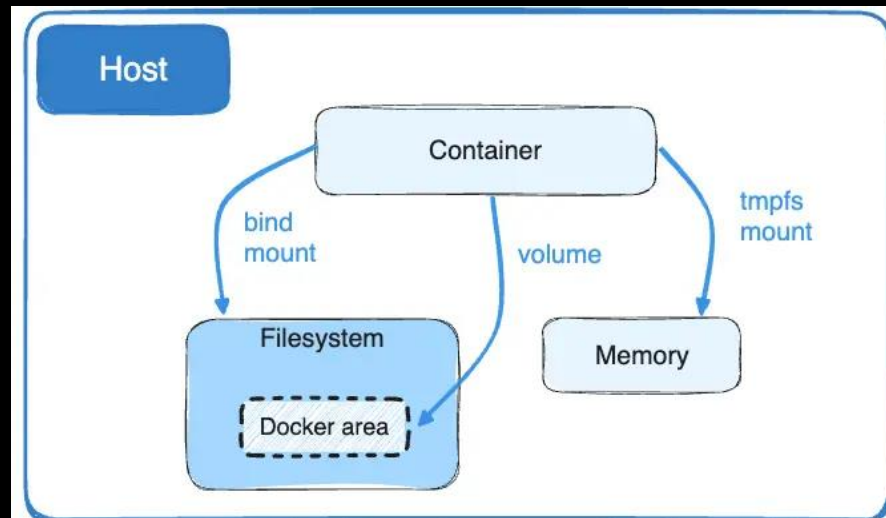 Host
Container
bind
mount
volume
tmpfs
mount
Filesystem
Memory
Docker area